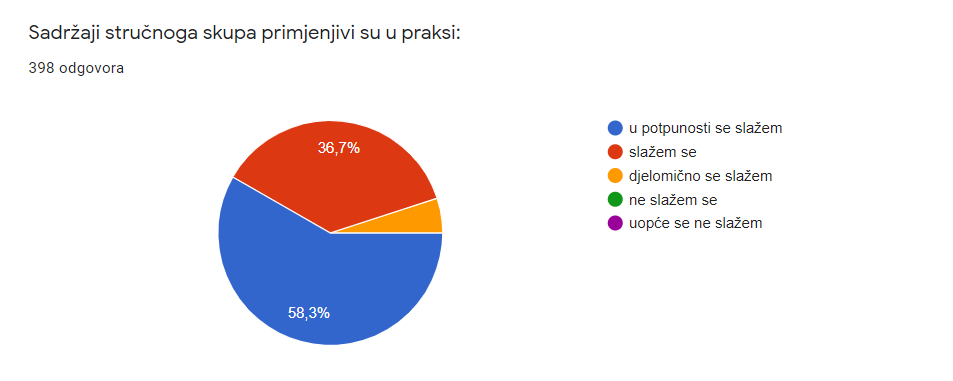 Sadržaji stručnoga skupa primjenjivi su u praksi:
398 odgovora
36,7%
58,3%
u potpunosti se slažem
slažem se
djelomično se slažem
ne slažem se
uopće se ne slažem